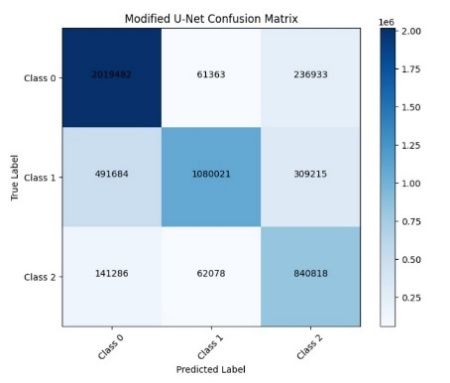 Modified U-Net Confusion Matrix
1e6
Class 0
2019482
61363
236933
2.00
1.75
1.50
Class 1
491684
1080021
309215
1.25
1.00
0.75
Class 2
141286
62078
840818
0.50
0.25
True Label
Class 0
Class 1
Class 2
Predicted Label